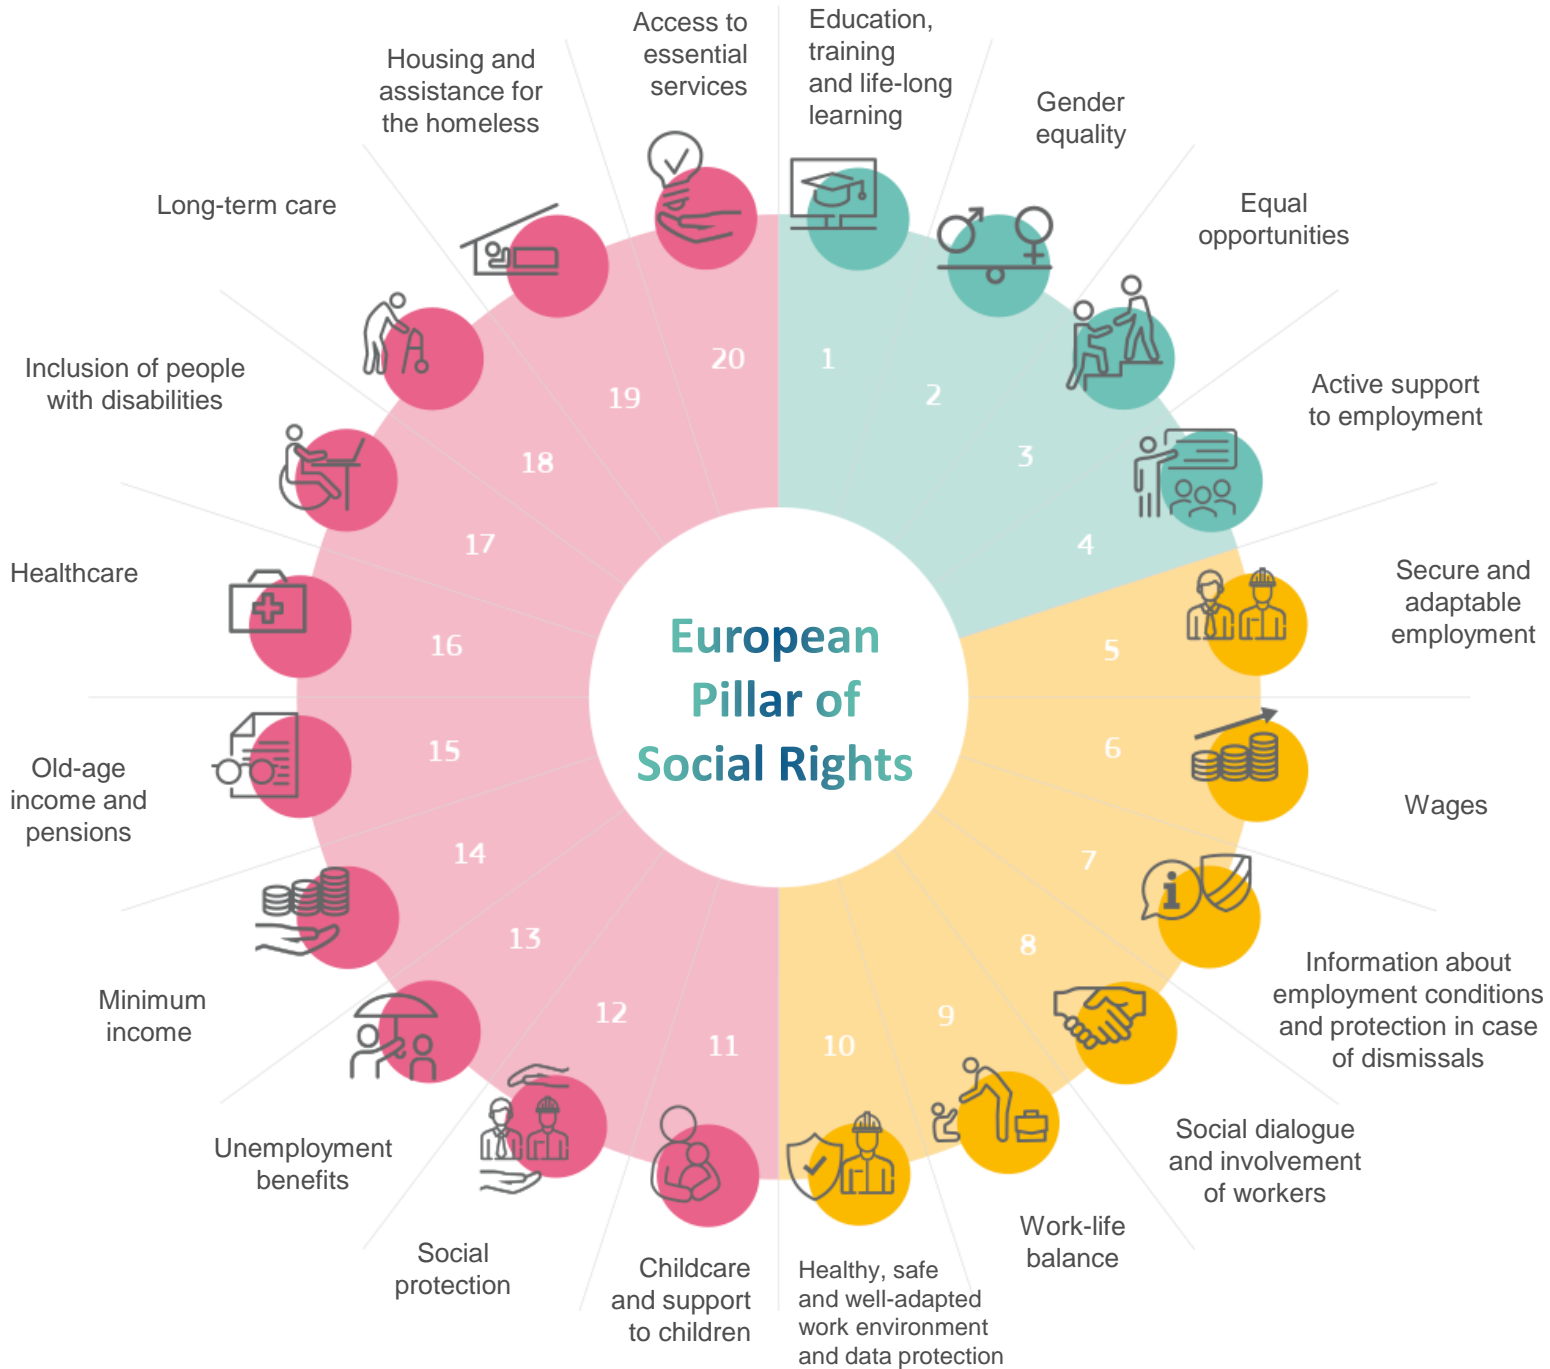 European
Pillar of
Social Rights
1
Education,
training
and life-long
learning
2
Gender
equality
3
Equal
opportunities
4
Active support
to employment
5
Secure and
adaptable
employment
6
Wages
7
Information about
employment conditions
and protection in case
of dismissals
8
Social dialogue
and involvement
of workers
9
Work-life
balance
10
Healthy, safe
and well-adapted
work environment
and data protection
11
Childcare
and support
to children
12
Social
protection
13
Unemployment
benefits
14
Minimum
income
15
Old-age
income and
pensions
16
Healthcare
17
Inclusion of people
with disabilities
18
Long-term care
19
Housing and
assistance for
the homeless
20
Access to
essential
services